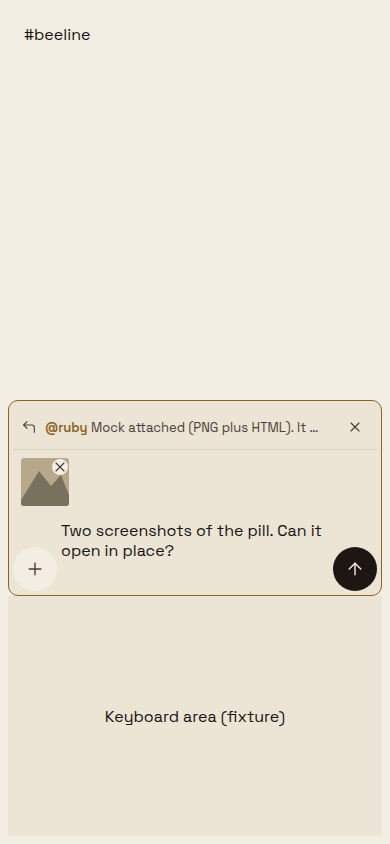 #beeline
@ruby Mock attached (PNG plus HTML). It …
Two screenshots of the pill. Can it
open in place?
Keyboard area (fixture)